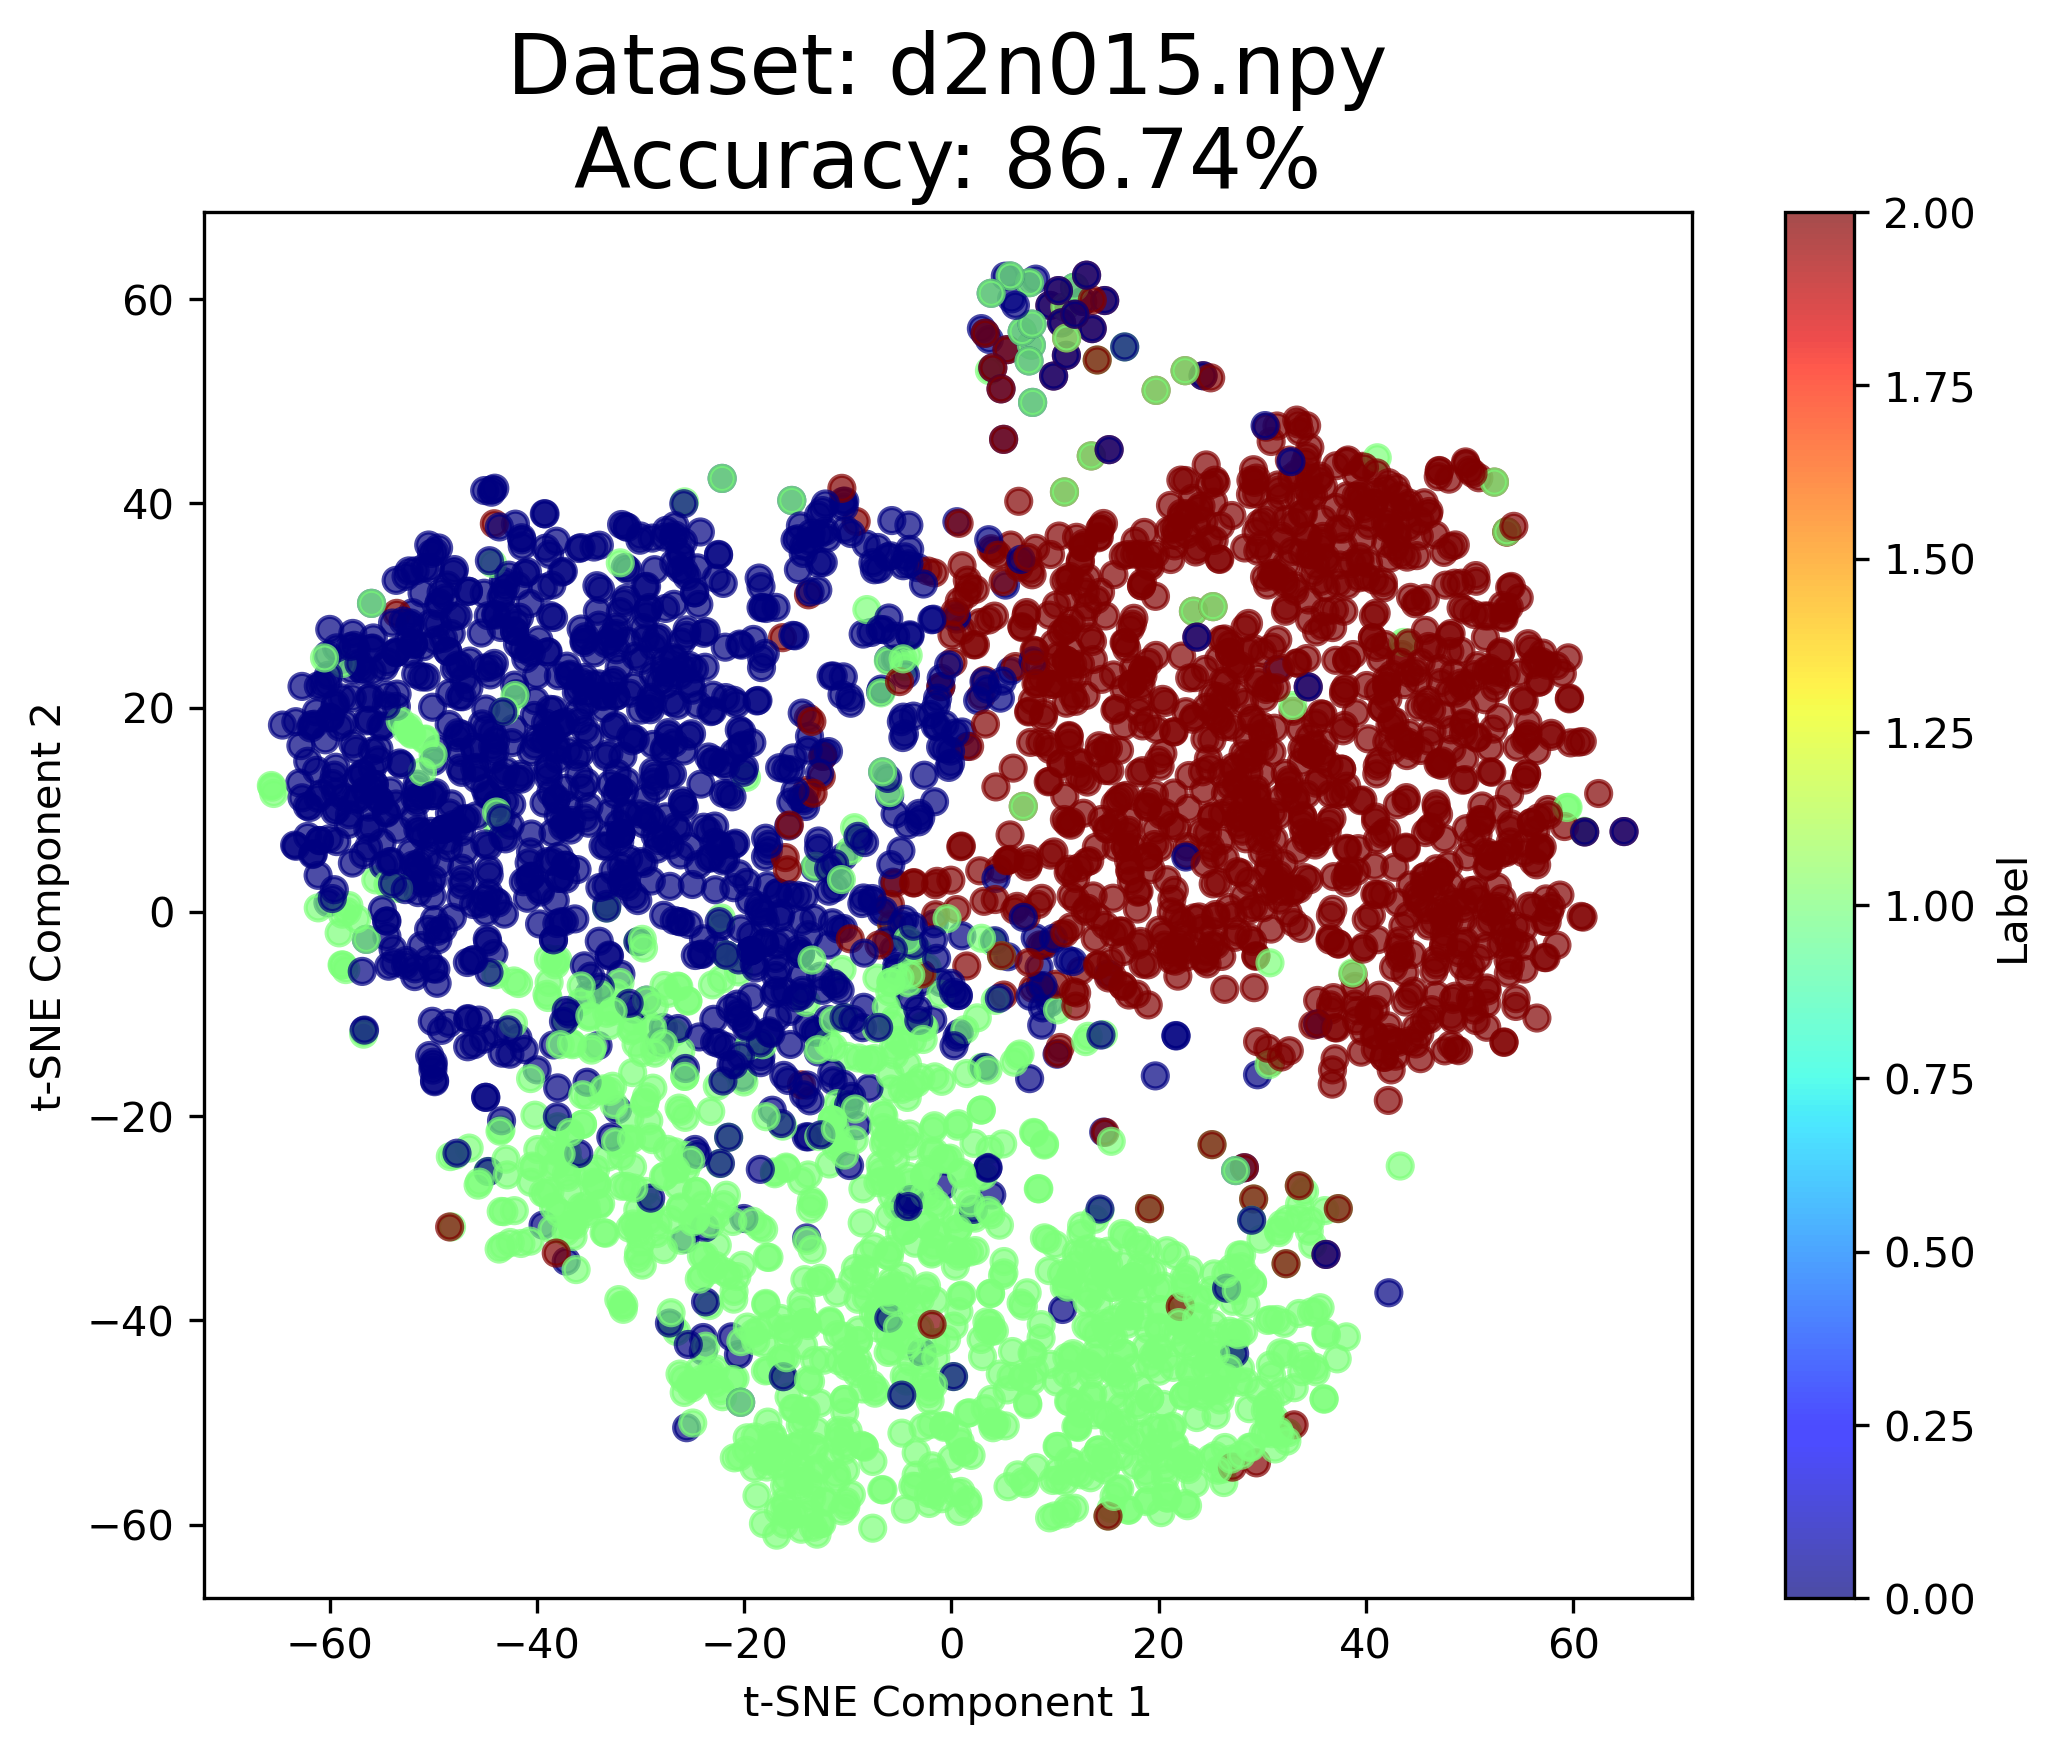 Dataset: d2n015.npy
Accuracy: 86.74%
60
40
20
0
−20
−40
−60
t-SNE Component 2
−60 −40 −20 0 20 40 60
t-SNE Component 1
2.00
1.75
1.50
1.25
1.00
0.75
0.50
0.25
0.00
Label